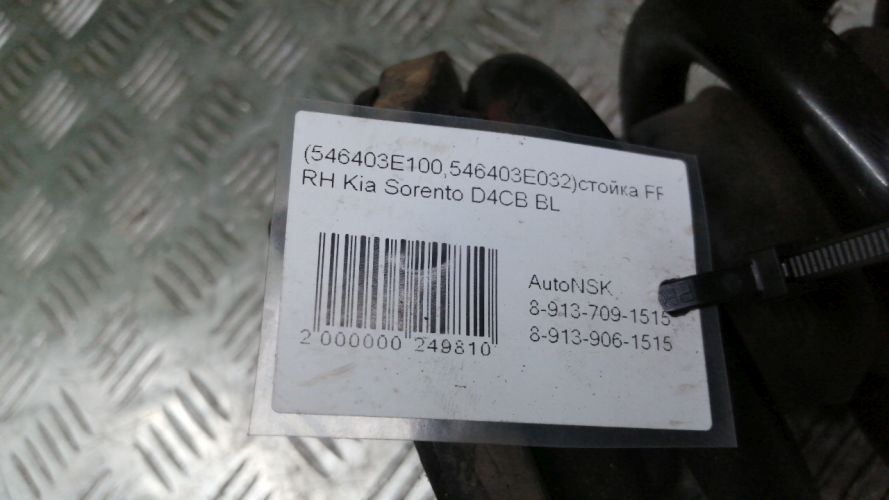 (546403E100,546403E032)стойка FR
RH Kia Sorento D4CB BL
AutoNSK
8-913-709-1515
8-913-906-1515
2 000000 249810